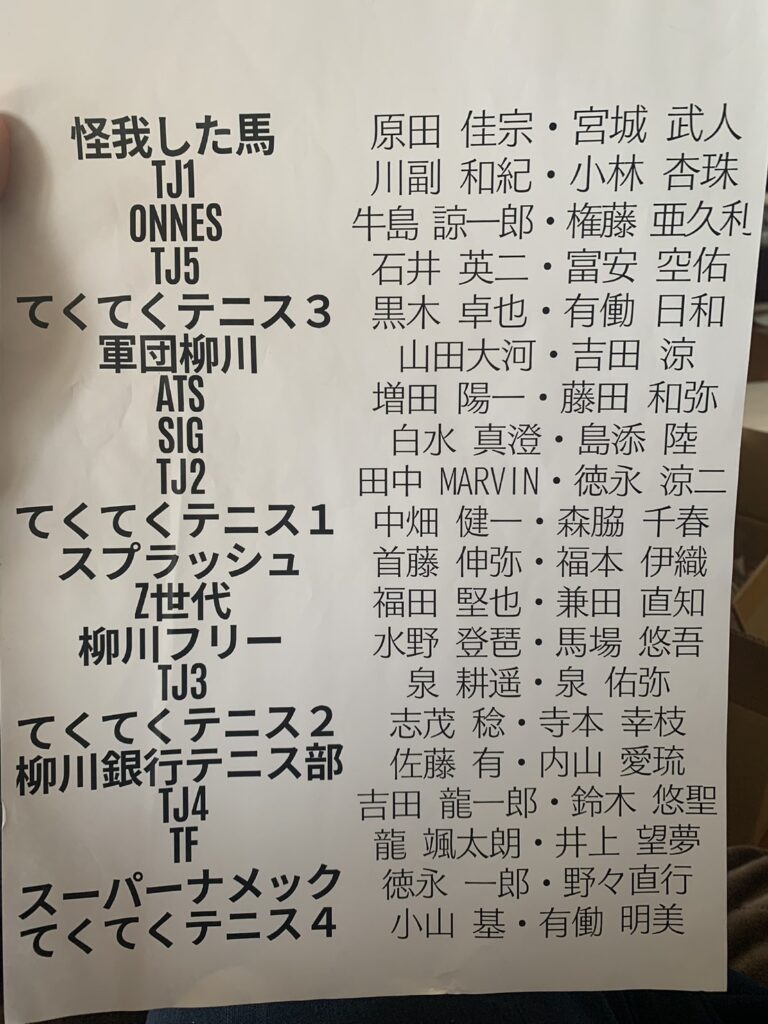 怪我した馬 原田 佳宗・宮城 武人
TJ1 川副 和紀・小林 杏珠
ONNES 牛島 諒一郎・権藤 亜久利
TJ5 石井 英二・富安 空佑
てくてくテニス３ 黒木 卓也・有働 日和
軍団柳川 山田大河・吉田 涼
ATS 増田 陽一・藤田 和弥
SIG 白水 真澄・島添 陸
TJ2 田中 MARVIN・徳永 涼二
てくてくテニス１ 中畑 健一・森脇 千春
スプラッシュ 首藤 伸弥・福本 伊織
Z世代 福田 堅也・兼田 直知
柳川フリー 水野 登琶・馬場 悠吾
TJ3 泉 耕遥・泉 佑弥
てくてくテニス２ 志茂 稔・寺本 幸枝
柳川銀行テニス部 佐藤 有・内山 愛琉
TJ4 吉田 龍一郎・鈴木 悠聖
TF 龍 颯太朗・井上 望夢
スーパーナメック 徳永 一郎・野々直行
てくてくテニス４ 小山 基・有働 明美